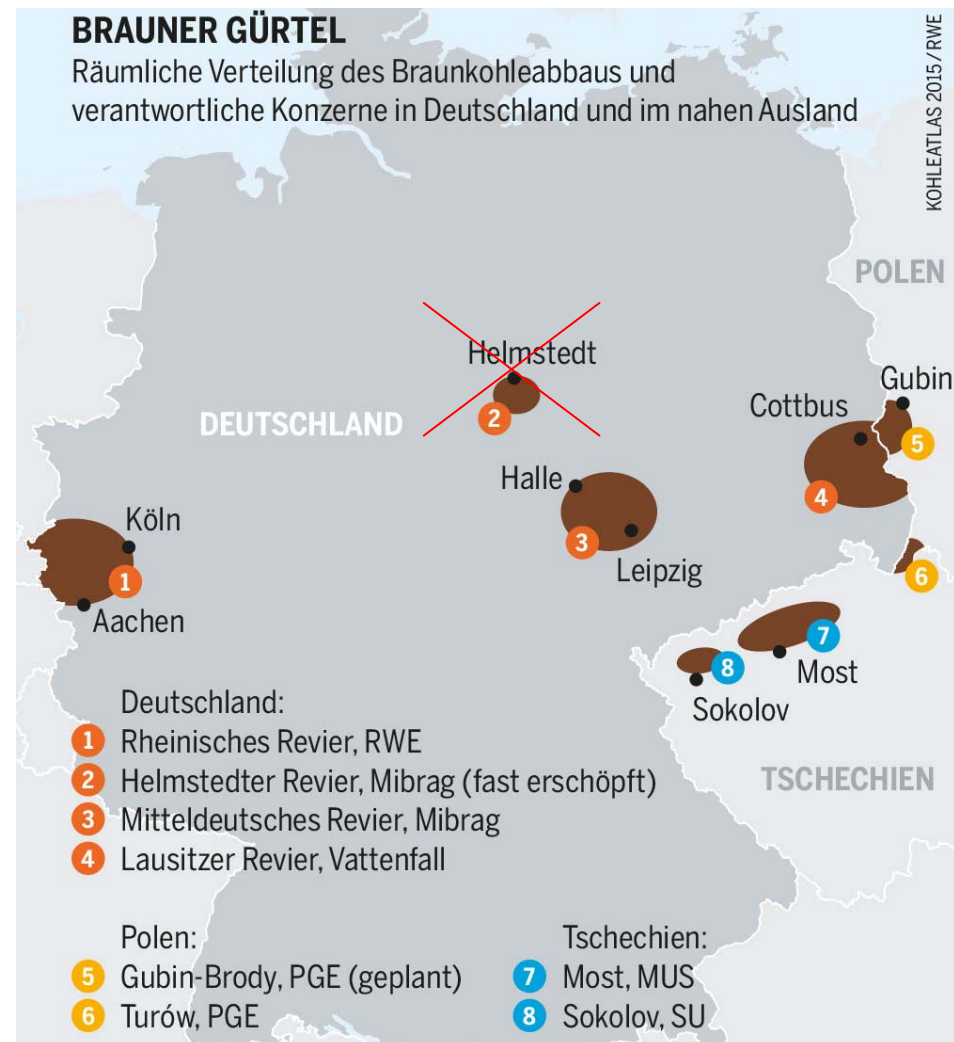 BRAUNER GÜRTEL
Räumliche Verteilung des Braunkohleabbaus und
verantwortliche Konzerne in Deutschland und im nahen Ausland
KOHLEATLAS 2015 / RWE
POLEN
Helmstedt
2
DEUTSCHLAND
Gubin
Cottbus
5
Halle
4
3
Leipzig
Köln
1
Aachen
6
7
Most
8
Sokolov
TSCHECHIEN
Deutschland:
1 Rheinisches Revier, RWE
2 Helmstedter Revier, Mibrag (fast erschöpft)
3 Mitteldeutsches Revier, Mibrag
4 Lausitzer Revier, Vattenfall
Polen:
5 Gubin-Brody, PGE (geplant)
6 Turów, PGE
Tschechien:
7 Most, MUS
8 Sokolov, SU